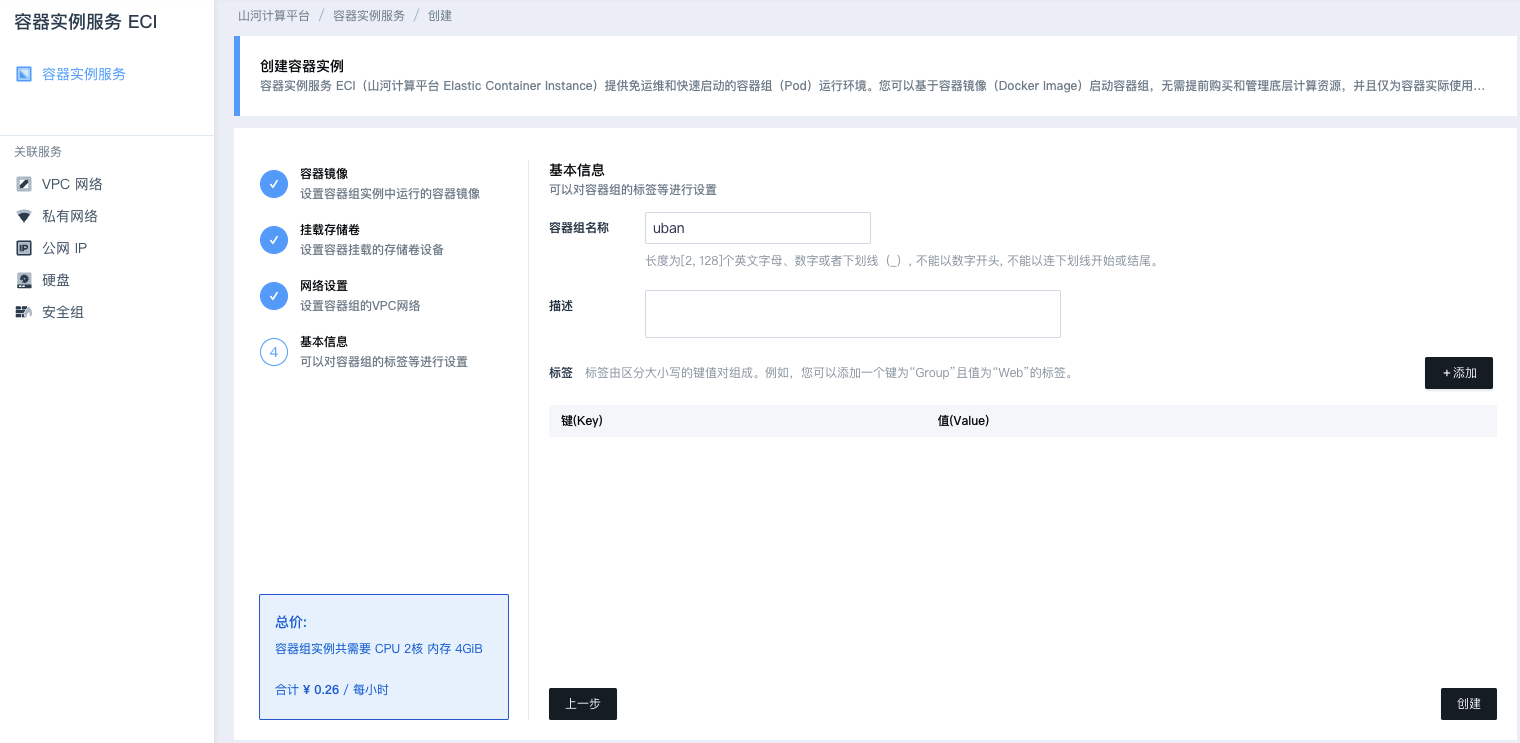 容器实例服务 ECI
容器实例服务
关联服务
VPC 网络
私有网络
公网 IP
硬盘
安全组
山河计算平台 / 容器实例服务 / 创建
创建容器实例
容器实例服务 ECI（山河计算平台 Elastic Container Instance）提供免运维和快速启动的容器组（Pod）运行环境。您可以基于容器镜像（Docker Image）启动容器组，无需提前购买和管理底层计算资源，并且仅为容器实际使用...
容器镜像
设置容器组实例中运行的容器镜像
挂载存储卷
设置容器挂载的存储卷设备
网络设置
设置容器组的VPC网络
4
基本信息
可以对容器组的标签等进行设置
总价:
容器组实例共需要 CPU 2核 内存 4GiB
合计 ¥ 0.26 / 每小时
基本信息
可以对容器组的标签等进行设置
容器组名称
uban
长度为[2, 128]个英文字母、数字或者下划线（_）, 不能以数字开头, 不能以连下划线开始或结尾。
描述
标签 标签由区分大小写的键值对组成。例如，您可以添加一个键为“Group”且值为“Web”的标签。
+ 添加
键(Key) 值(Value)
上一步
创建